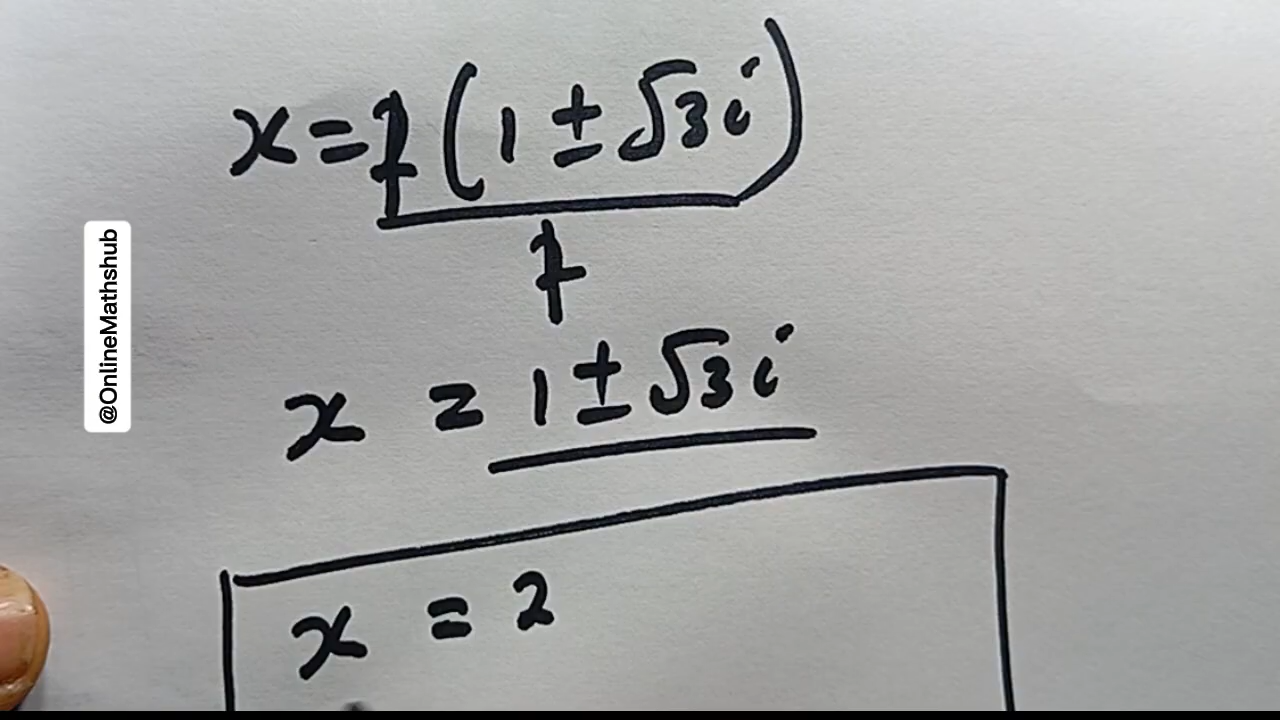 @OnlineMathshub
x = 2(1 ± √3i)
2
x = 1 ± √3i
x = 2